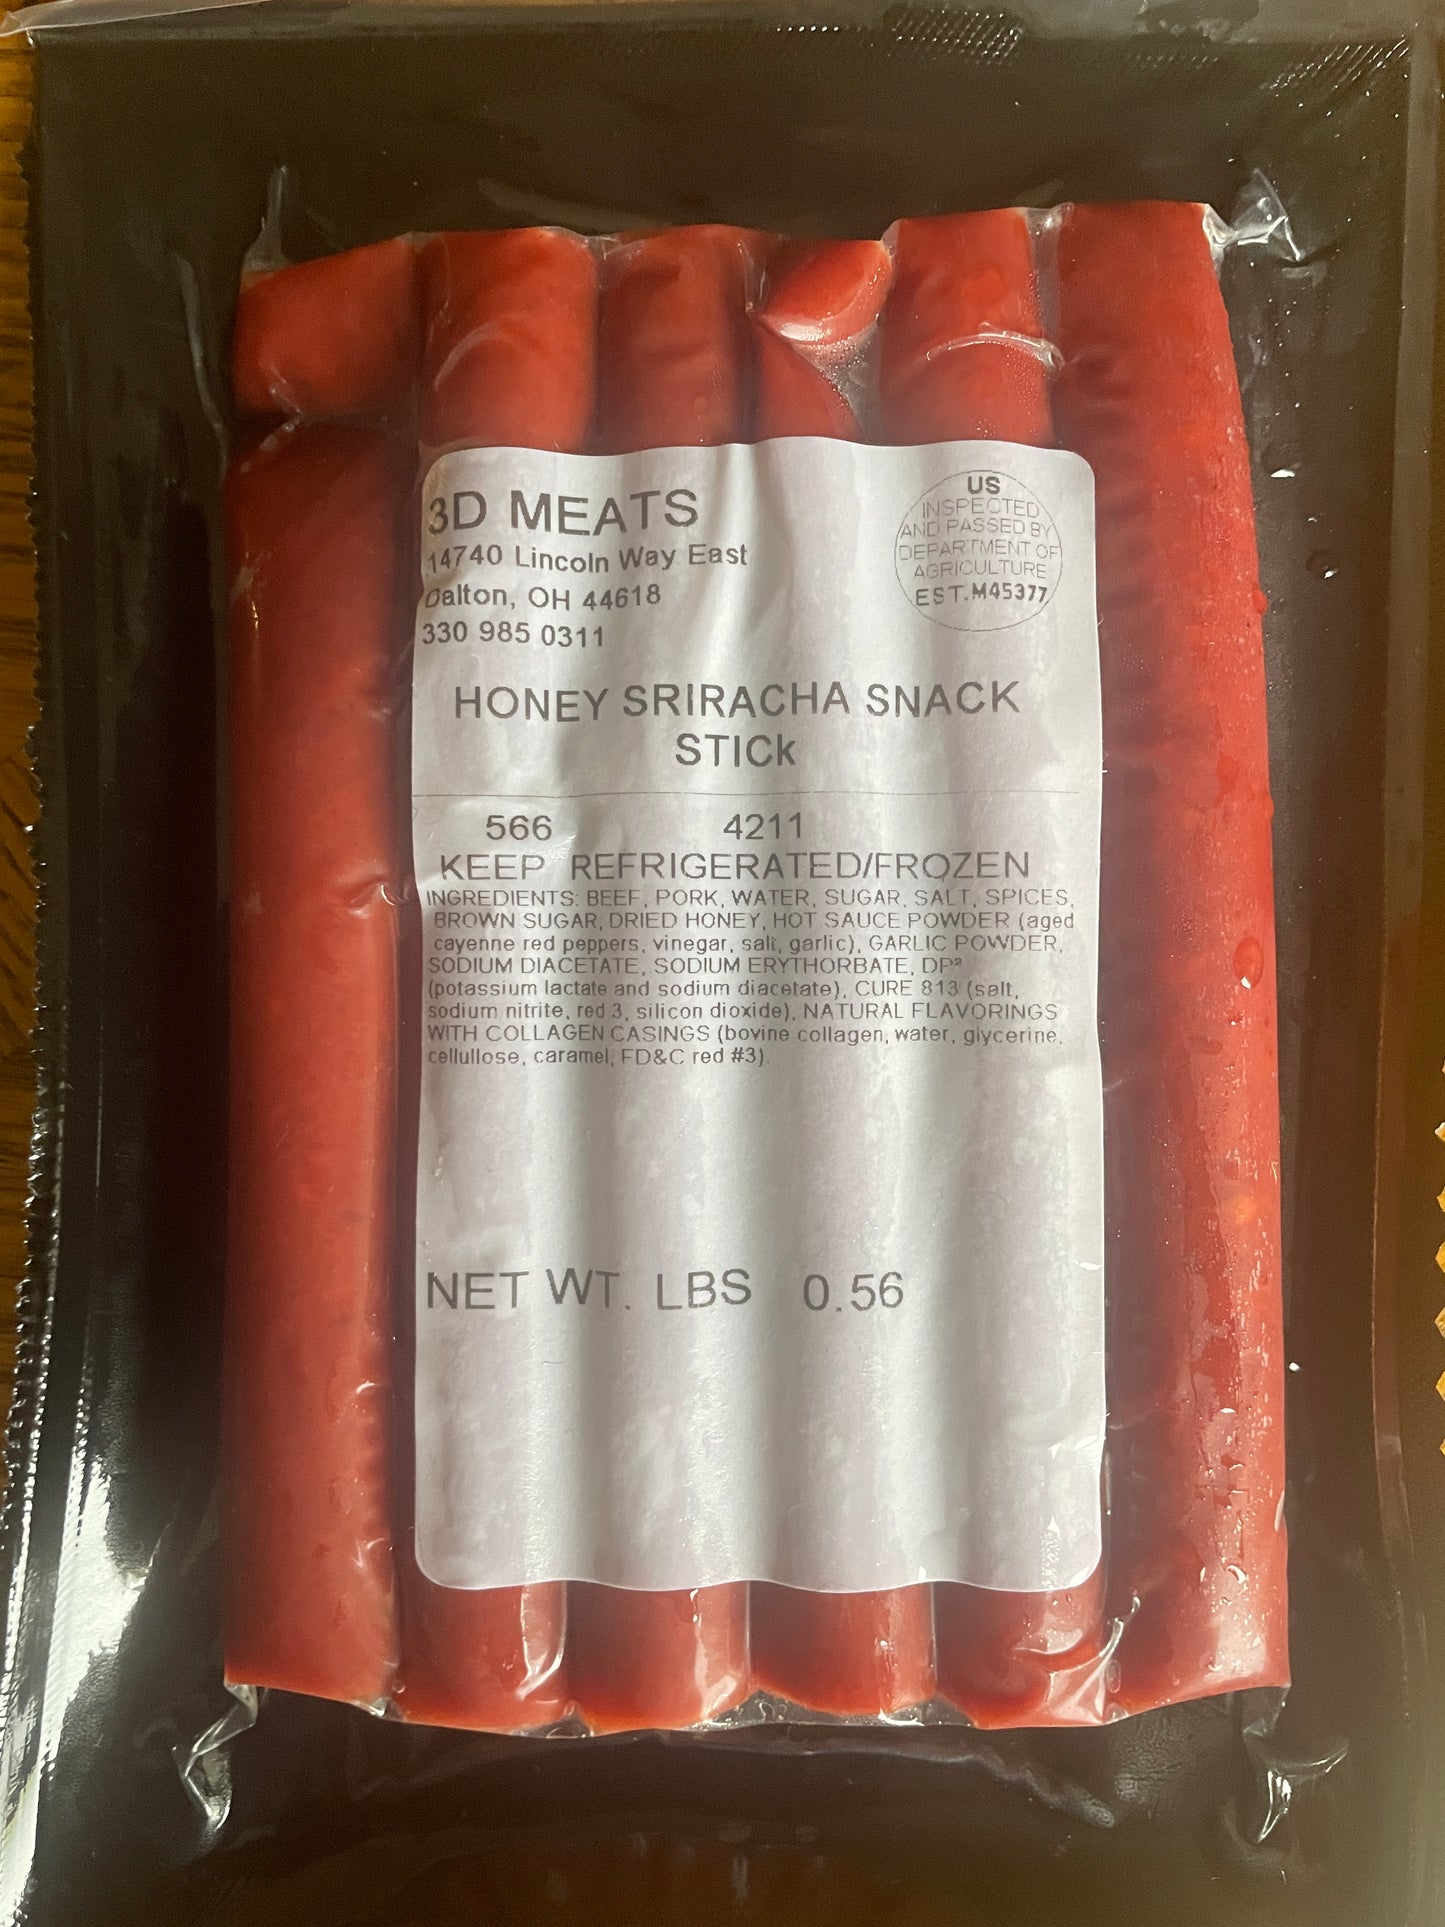 3D MEATS
14740 Lincoln Way East
Dalton, OH 44618
330 985 0311
US
INSPECTED
AND PASSED BY
DEPARTMENT OF
AGRICULTURE
EST.M45377
HONEY SRIRACHA SNACK
STICk
566 4211
KEEP REFRIGERATED/FROZEN
INGREDIENTS: BEEF, PORK, WATER, SUGAR, SALT, SPICES,
BROWN SUGAR, DRIED HONEY, HOT SAUCE POWDER (aged
cayenne red peppers, vinegar, salt, garlic), GARLIC POWDER,
SODIUM DIACETATE, SODIUM ERYTHORBATE, DP²
(potassium lactate and sodium diacetate), CURE 813 (salt,
sodium nitrite, red 3, silicon dioxide), NATURAL FLAVORINGS
WITH COLLAGEN CASINGS (bovine collagen, water, glycerine,
cellullose, caramel, FD&C red #3).
NET WT. LBS 0.56